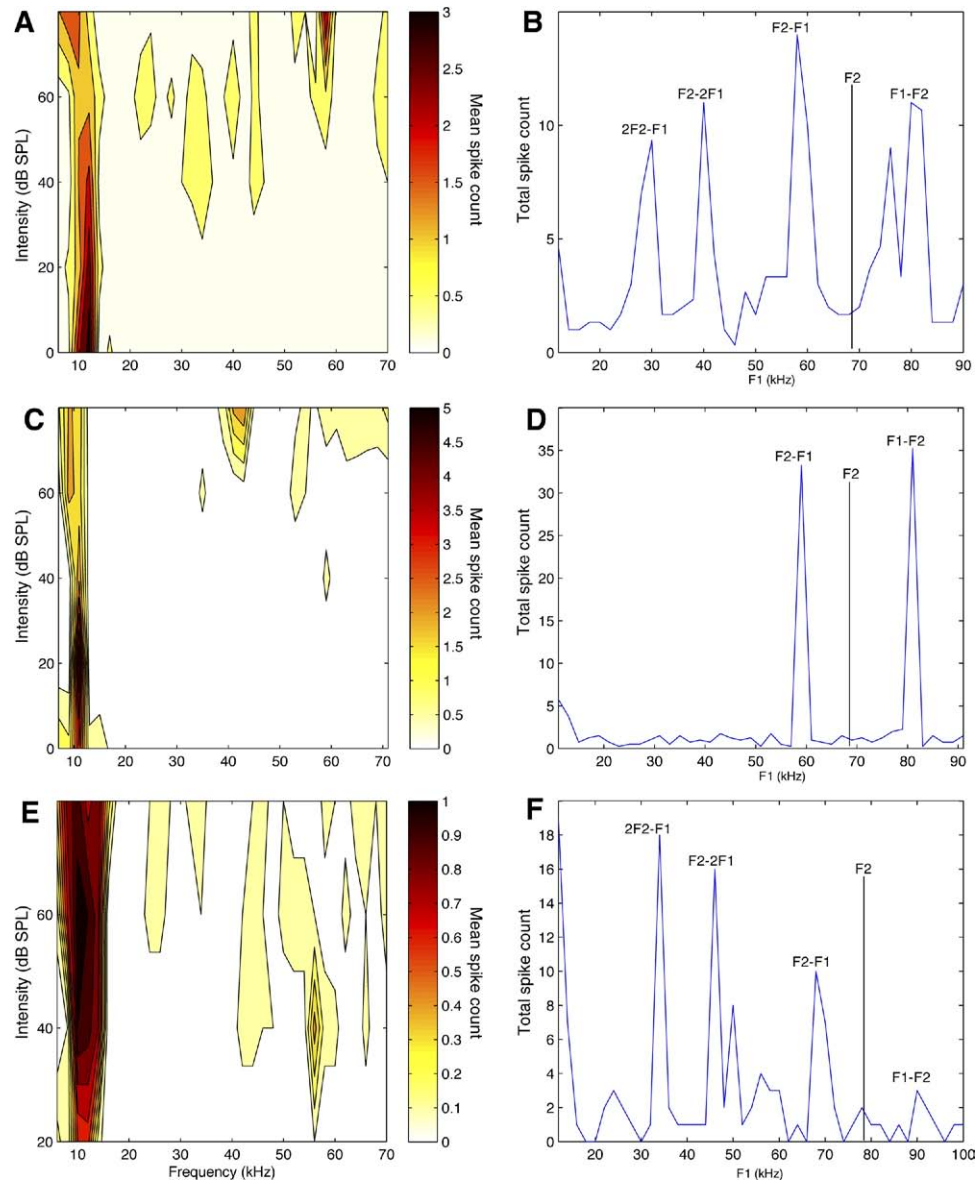 A
Intensity (dB SPL)
60
40
20
0
10 20 30 40 50 60 70
3
2.5
2
1.5
1
0.5
0
Mean spike count
B
Total spike count
10
5
0
2F2-F1
F2-2F1
F2-F1
F2
F1-F2
20 30 40 50 60 70 80 90
F1 (kHz)
C
Intensity (dB SPL)
60
40
20
0
10 20 30 40 50 60 70
5
4.5
4
3.5
3
2.5
2
1.5
1
0.5
0
Mean spike count
D
Total spike count
35
30
25
20
15
10
5
0
F2-F1
F2
F1-F2
20 30 40 50 60 70 80 90
F1 (kHz)
E
Intensity (dB SPL)
60
40
20
10 20 30 40 50 60 70
Frequency (kHz)
1
0.9
0.8
0.7
0.6
0.5
0.4
0.3
0.2
0.1
0
Mean spike count
F
Total spike count
18
16
14
12
10
8
6
4
2
0
2F2-F1
F2-2F1
F2-F1
F2
F1-F2
20 30 40 50 60 70 80 90 100
F1 (kHz)